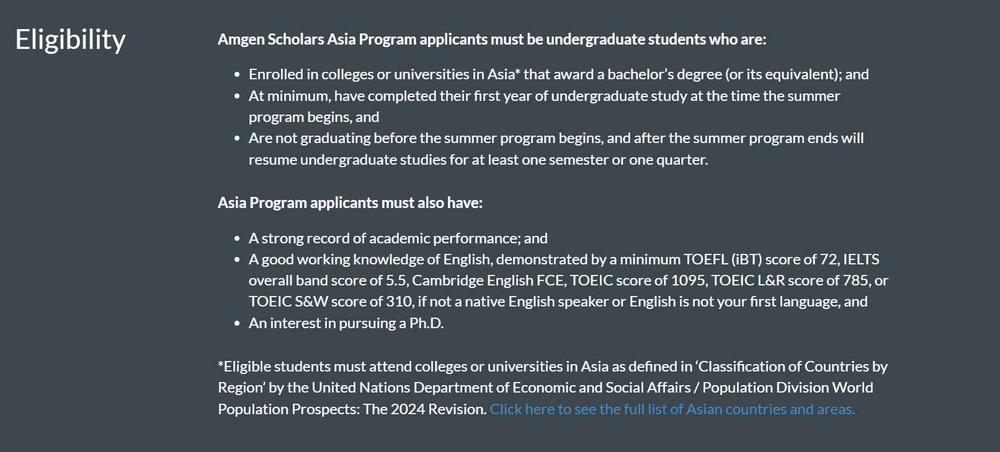 Eligibility
Amgen Scholars Asia Program applicants must be undergraduate students who are:
• Enrolled in colleges or universities in Asia* that award a bachelor’s degree (or its equivalent); and
• At minimum, have completed their first year of undergraduate study at the time the summer
program begins, and
• Are not graduating before the summer program begins, and after the summer program ends will
resume undergraduate studies for at least one semester or one quarter.
Asia Program applicants must also have:
• A strong record of academic performance; and
• A good working knowledge of English, demonstrated by a minimum TOEFL (iBT) score of 72, IELTS
overall band score of 5.5, Cambridge English FCE, TOEIC score of 1095, TOEIC L&R score of 785, or
TOEIC S&W score of 310, if not a native English speaker or English is not your first language, and
• An interest in pursuing a Ph.D.
*Eligible students must attend colleges or universities in Asia as defined in ‘Classification of Countries by
Region’ by the United Nations Department of Economic and Social Affairs / Population Division World
Population Prospects: The 2024 Revision. Click here to see the full list of Asian countries and areas.